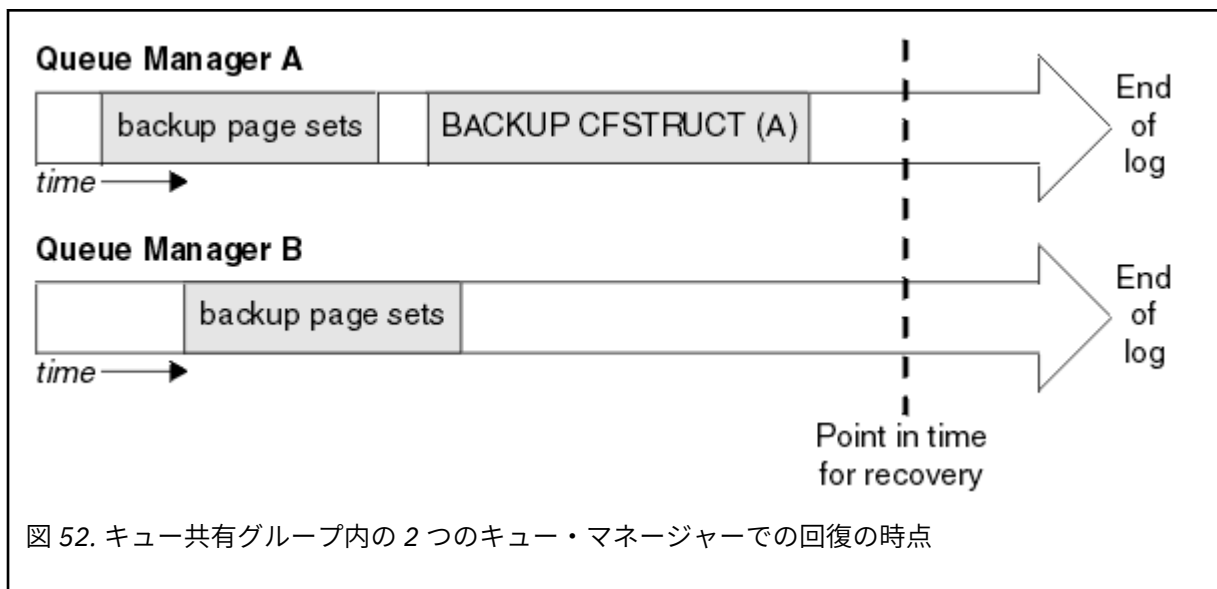 Queue Manager A
backup page sets
BACKUP CFSTRUCT (A)
End
of
log
time
Queue Manager B
backup page sets
End
of
log
time
Point in time
for recovery
図 52. キュー共有グループ内の 2 つのキュー・マネージャーでの回復の時点